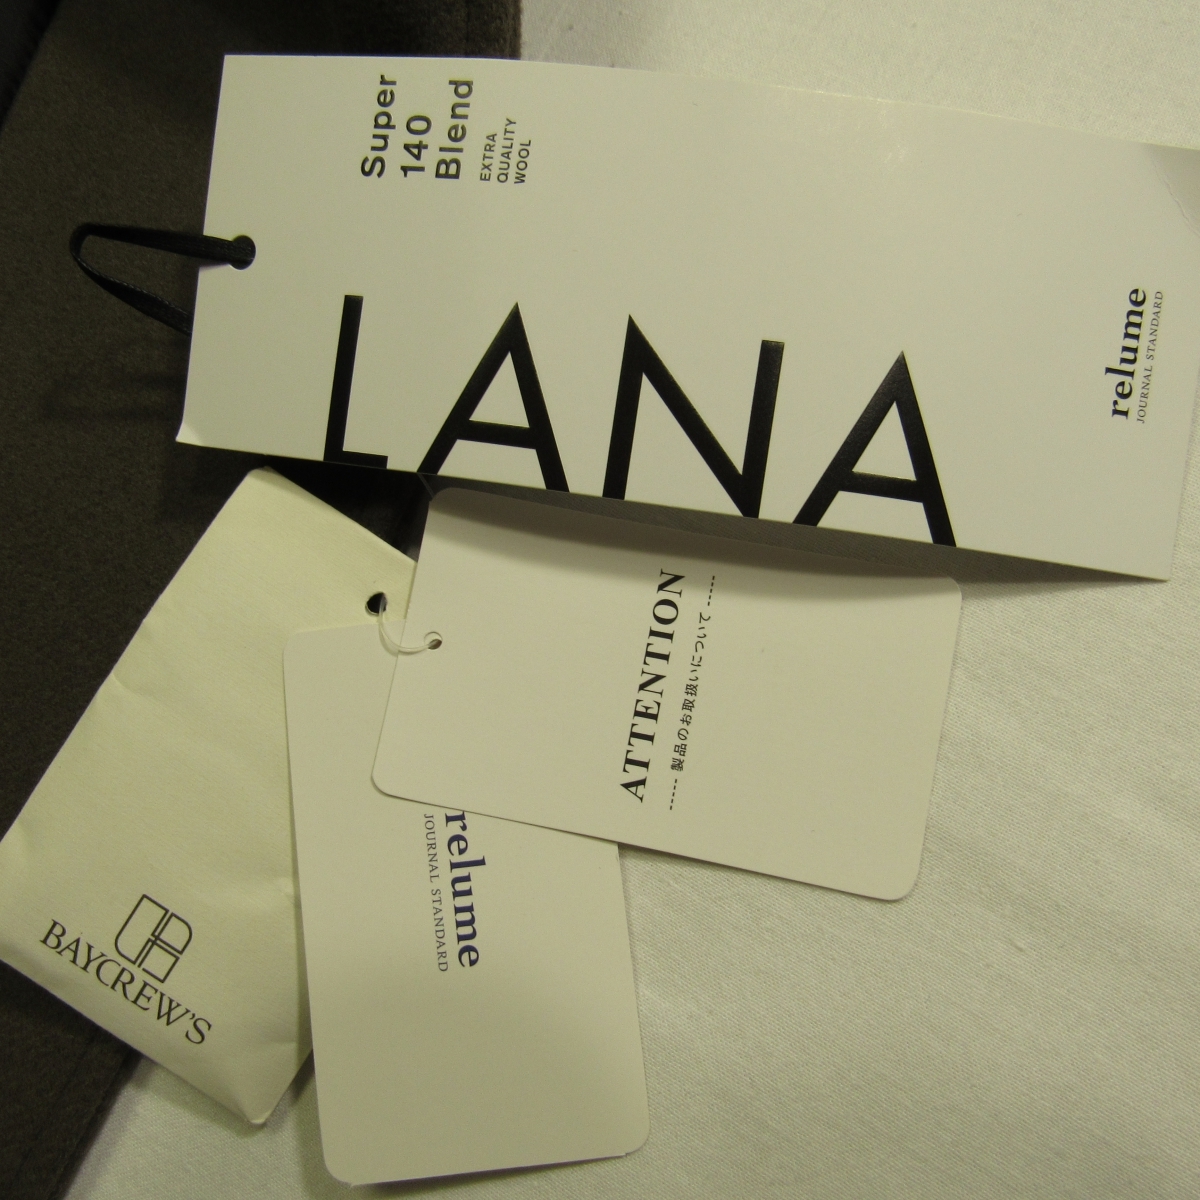 Super
140
Blend
EXTRA
QUALITY
WOOL
LANA
relume
JOURNAL STANDARD
ATTENTION
----- 製品のお取扱いについて -----
relume
JOURNAL STANDARD
BAYCREW'S